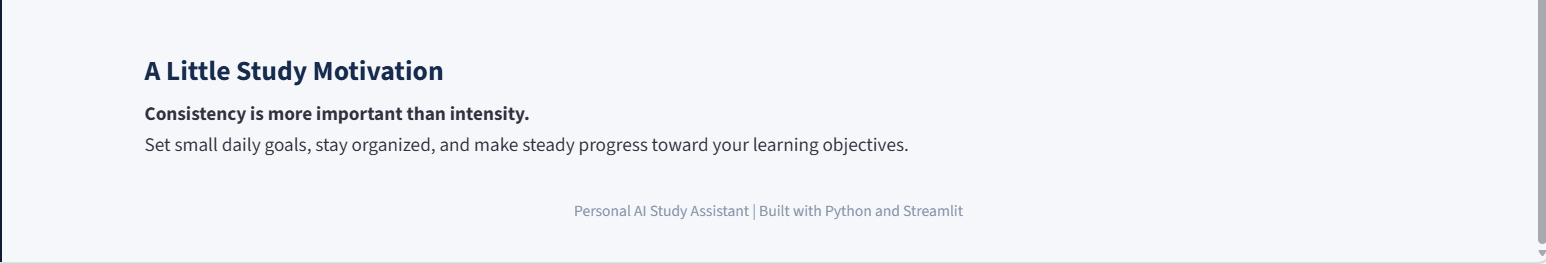 A Little Study Motivation
Consistency is more important than intensity.
Set small daily goals, stay organized, and make steady progress toward your learning objectives.
Personal AI Study Assistant | Built with Python and Streamlit